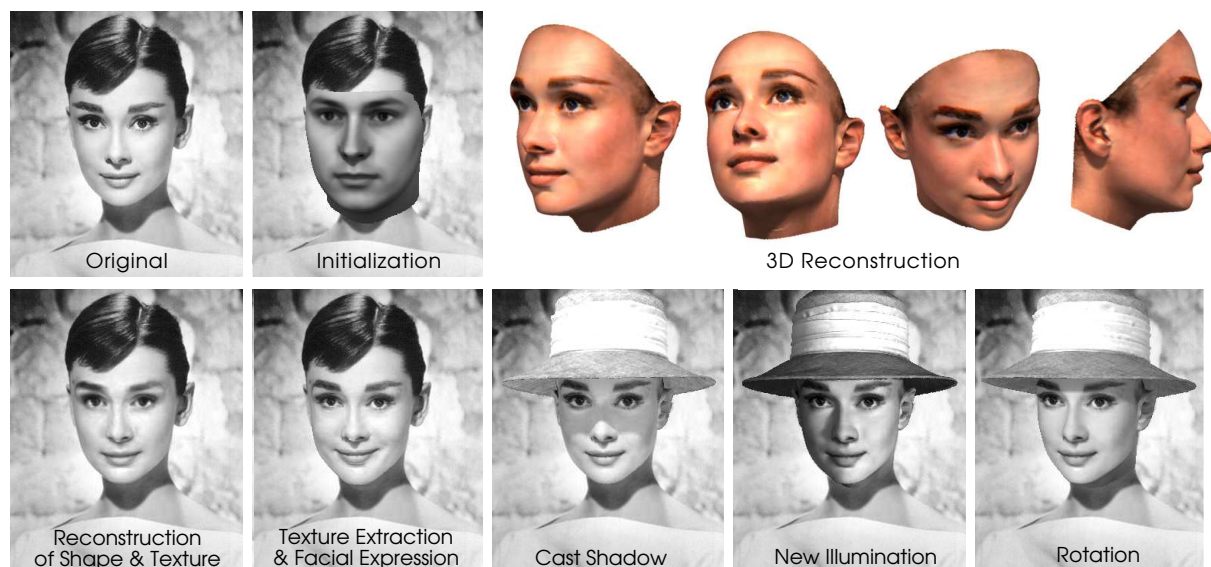 Original
Initialization
3D Reconstruction
Reconstruction
of Shape & Texture
Texture Extraction
& Facial Expression
Cast Shadow
New Illumination
Rotation